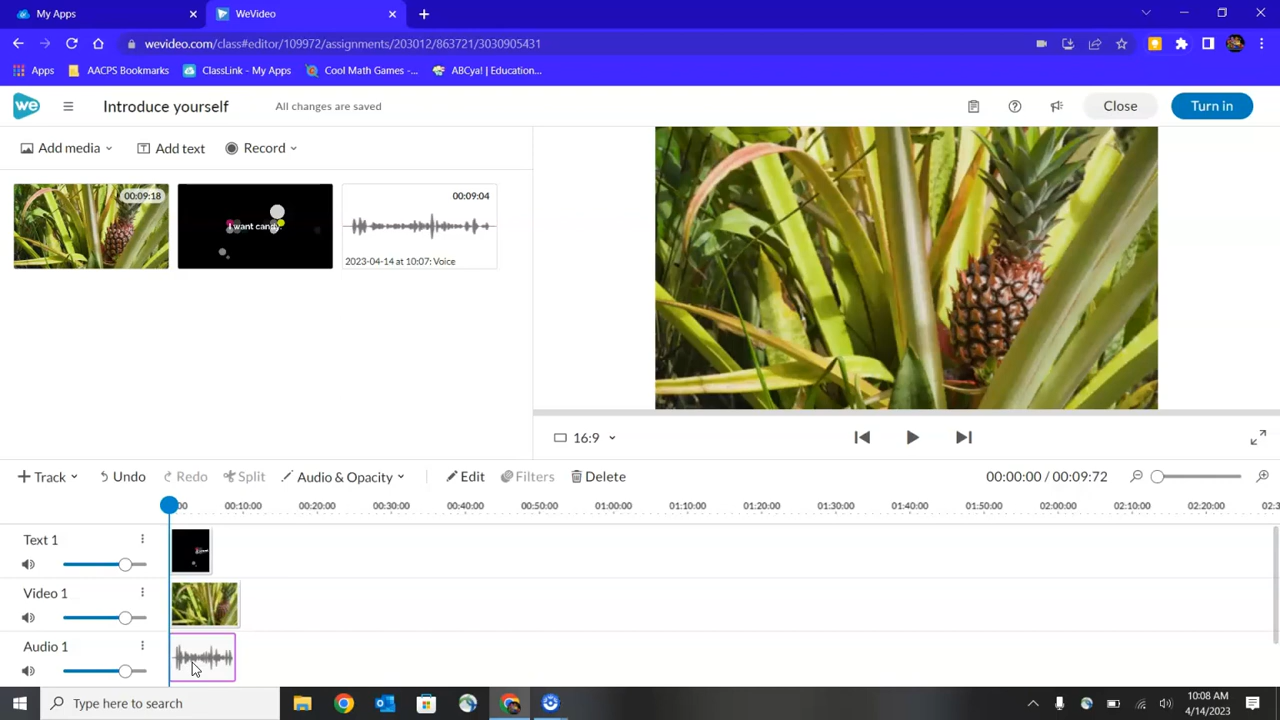 My Apps
WeVideo
wevideo.com/class#editor/109972/assignments/203012/863721/3030905431
Apps
AACPS Bookmarks
ClassLink - My Apps
Cool Math Games -...
ABCya! | Education...
we
Introduce yourself
All changes are saved
Close
Turn in
Add media
Add text
Record
00:09:18
I want candy
00:09:04
2023-04-14 at 10:07: Voice
16:9
Track
Undo
Redo
Split
Audio & Opacity
Edit
Filters
Delete
00:00:00 / 00:09:72
:00
00:10:00
00:20:00
00:30:00
00:40:00
00:50:00
01:00:00
01:10:00
01:20:00
01:30:00
01:40:00
01:50:00
02:00:00
02:10:00
02:20:00
02:3
Text 1
Video 1
Audio 1
Type here to search
10:08 AM
4/14/2023